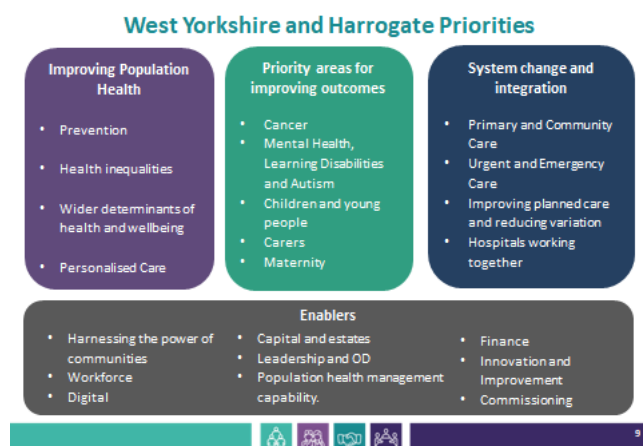 West Yorkshire and Harrogate Priorities
Improving Population
Health
• Prevention
• Health inequalities
• Wider determinants of
health and wellbeing
• Personalised Care
Priority areas for
improving outcomes
• Cancer
• Mental Health,
Learning Disabilities
and Autism
• Children and young
people
• Carers
• Maternity
System change and
integration
• Primary and Community
Care
• Urgent and Emergency
Care
• Improving planned care
and reducing variation
• Hospitals working
together
Enablers
• Harnessing the power of
communities
• Workforce
• Digital
• Capital and estates
• Leadership and OD
• Population health management
capability.
• Finance
• Innovation and
Improvement
• Commissioning
9